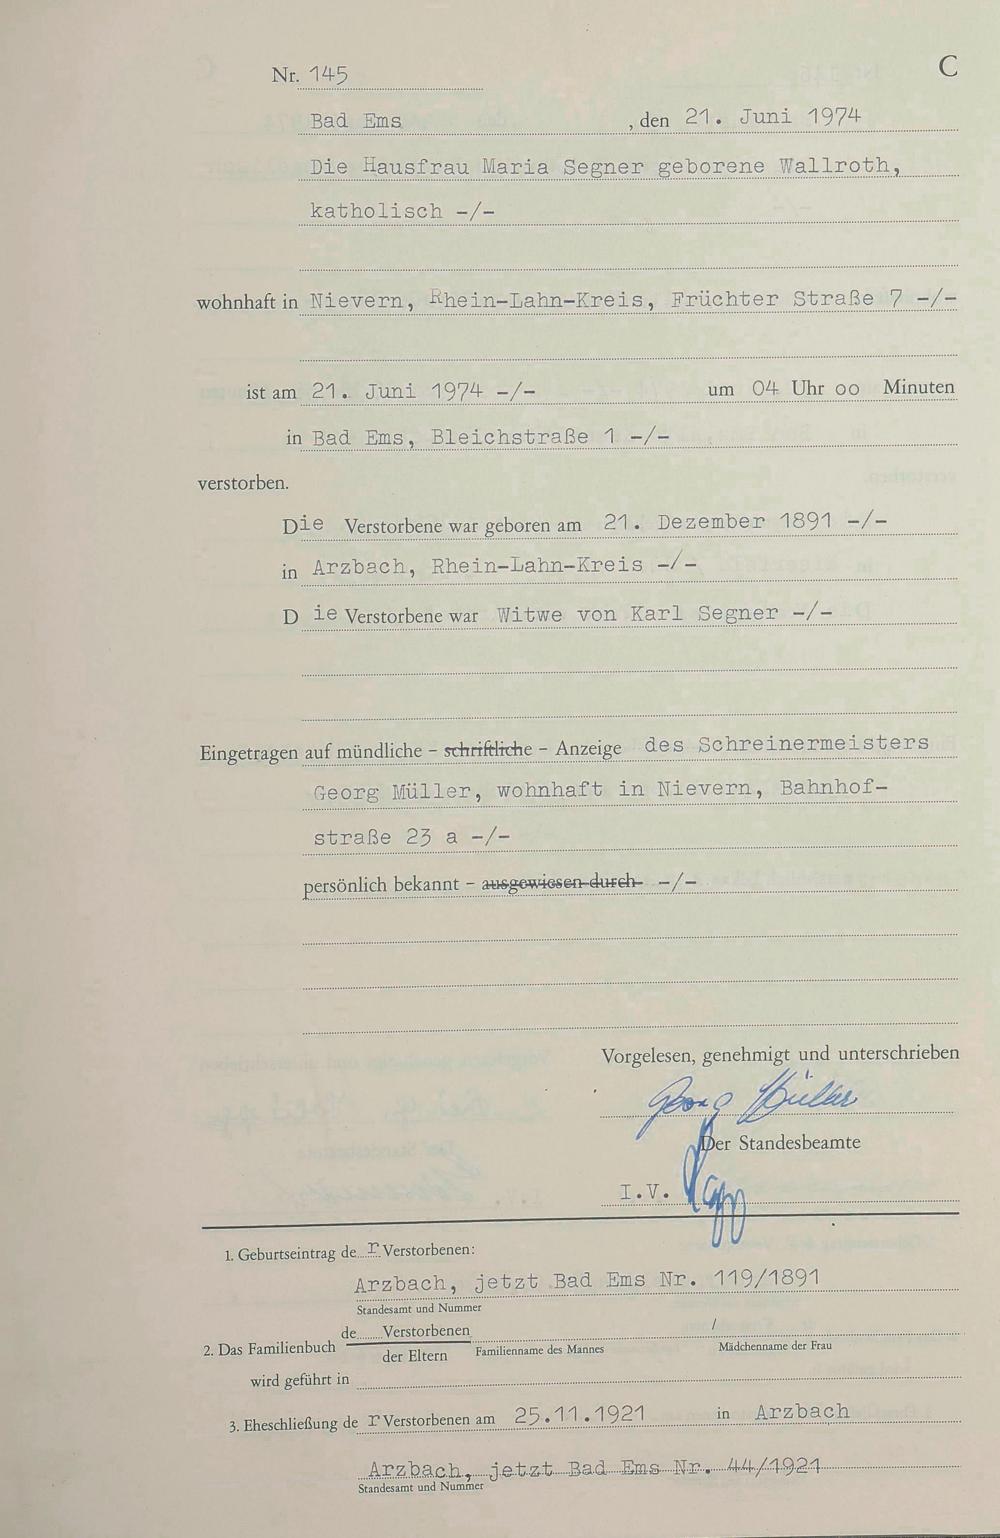 Nr. 145
C
Bad Ems , den 21. Juni 1974
Die Hausfrau Maria Segner geborene Wallroth,
katholisch -/-
wohnhaft in Nievern, Rhein-Lahn-Kreis, Früchter Straße 7 -/-
ist am 21. Juni 1974 -/- um 04 Uhr oo Minuten
in Bad Ems, Bleichstraße 1 -/-
verstorben.
Die Verstorbene war geboren am 21. Dezember 1891 -/-
in Arzbach, Rhein-Lahn-Kreis -/-
D ie Verstorbene war Witwe von Karl Segner -/-
Eingetragen auf mündliche - schriftliche - Anzeige des Schreinermeisters
Georg Müller, wohnhaft in Nievern, Bahnhof-
straße 23 a -/-
persönlich bekannt - ausgewiesen durch -/-
Vorgelesen, genehmigt und unterschrieben
Georg Müller
Der Standesbeamte
I.V.
1. Geburtseintrag de r Verstorbenen:
Arzbach, jetzt Bad Ems Nr. 119/1891
Standesamt und Nummer
2. Das Familienbuch de Verstorbenen /
der Eltern Familienname des Mannes Mädchenname der Frau
wird geführt in
3. Eheschließung de r Verstorbenen am 25.11.1921 in Arzbach
Arzbach, jetzt Bad Ems Nr. 44/1921
Standesamt und Nummer